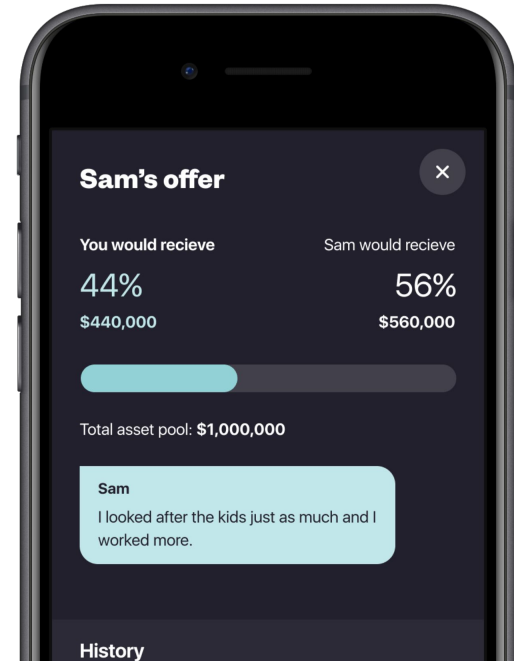 Sam’s offer
You would recieve
Sam would recieve
44%
56%
$440,000
$560,000
Total asset pool: $1,000,000
Sam
I looked after the kids just as much and I
worked more.
History